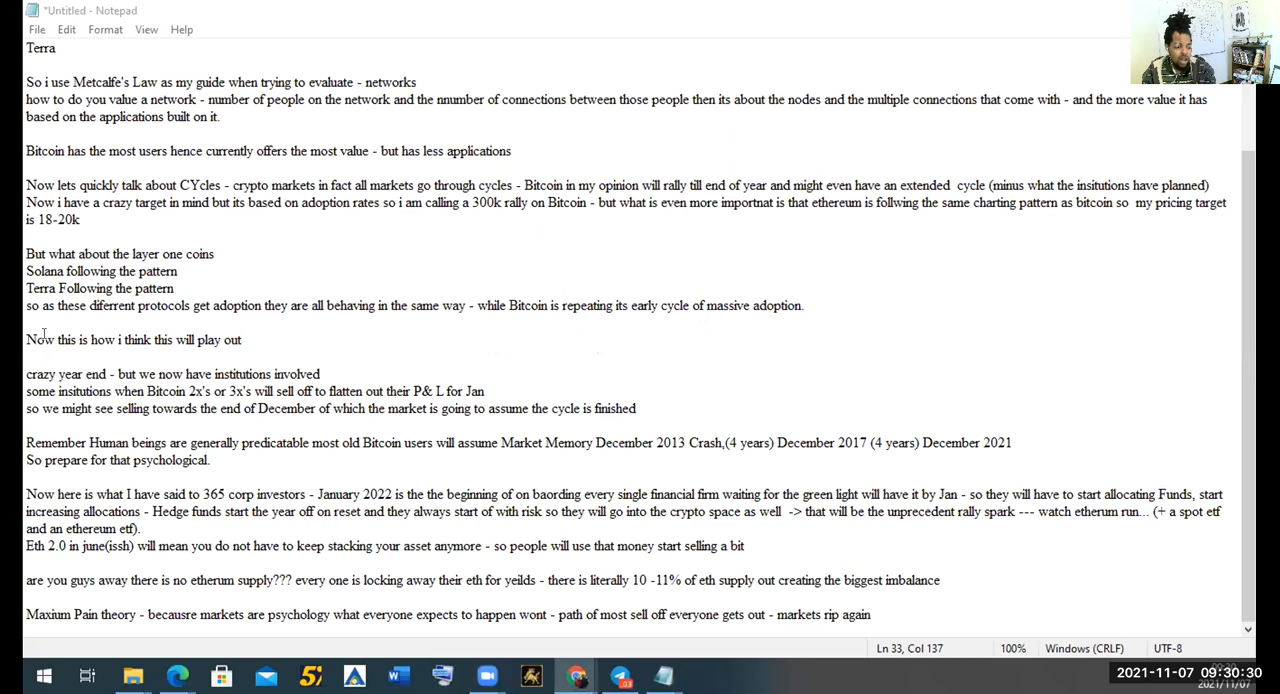 *Untitled - Notepad
File Edit Format View Help
Terra
So i use Metcalfe's Law as my guide when trying to evaluate - networks
how to do you value a network - number of people on the network and the nnumber of connections between those people then its about the nodes and the multiple connections that come with - and the more value it has
based on the applications built on it.
Bitcoin has the most users hence currently offers the most value - but has less applications
Now lets quickly talk about CYcles - crypto markets in fact all markets go through cycles - Bitcoin in my opinion will rally till end of year and might even have an extended cycle (minus what the insitutions have planned)
Now i have a crazy target in mind but its based on adoption rates so i am calling a 300k rally on Bitcoin - but what is even more importnat is that ethereum is follwing the same charting pattern as bitcoin so my pricing target
is 18-20k
But what about the layer one coins
Solana following the pattern
Terra Following the pattern
so as these diferrent protocols get adoption they are all behaving in the same way - while Bitcoin is repeating its early cycle of massive adoption.
Now this is how i think this will play out
crazy year end - but we now have institutions involved
some insitutions when Bitcoin 2x's or 3x's will sell off to flatten out their P& L for Jan
so we might see selling towards the end of December of which the market is going to assume the cycle is finished
Remember Human beings are generally predicatable most old Bitcoin users will assume Market Memory December 2013 Crash,(4 years) December 2017 (4 years) December 2021
So prepare for that psychological.
Now here is what I have said to 365 corp investors - January 2022 is the the beginning of on baording every single financial firm waiting for the green light will have it by Jan - so they will have to start allocating Funds, start
increasing allocations - Hedge funds start the year off on reset and they always start of with risk so they will go into the crypto space as well -> that will be the unprecedent rally spark --- watch etherum run... (+ a spot etf
and an ethereum etf).
Eth 2.0 in june(issh) will mean you do not have to keep stacking your asset anymore - so people will use that money start selling a bit
are you guys away there is no etherum supply??? every one is locking away their eth for yeilds - there is literally 10 -11% of eth supply out creating the biggest imbalance
Maxium Pain theory - becausre markets are psychology what everyone expects to happen wont - path of most sell off everyone gets out - markets rip again
Ln 33, Col 137 100% Windows (CRLF) UTF-8
2021-11-07 09:30:30
2021/11/07